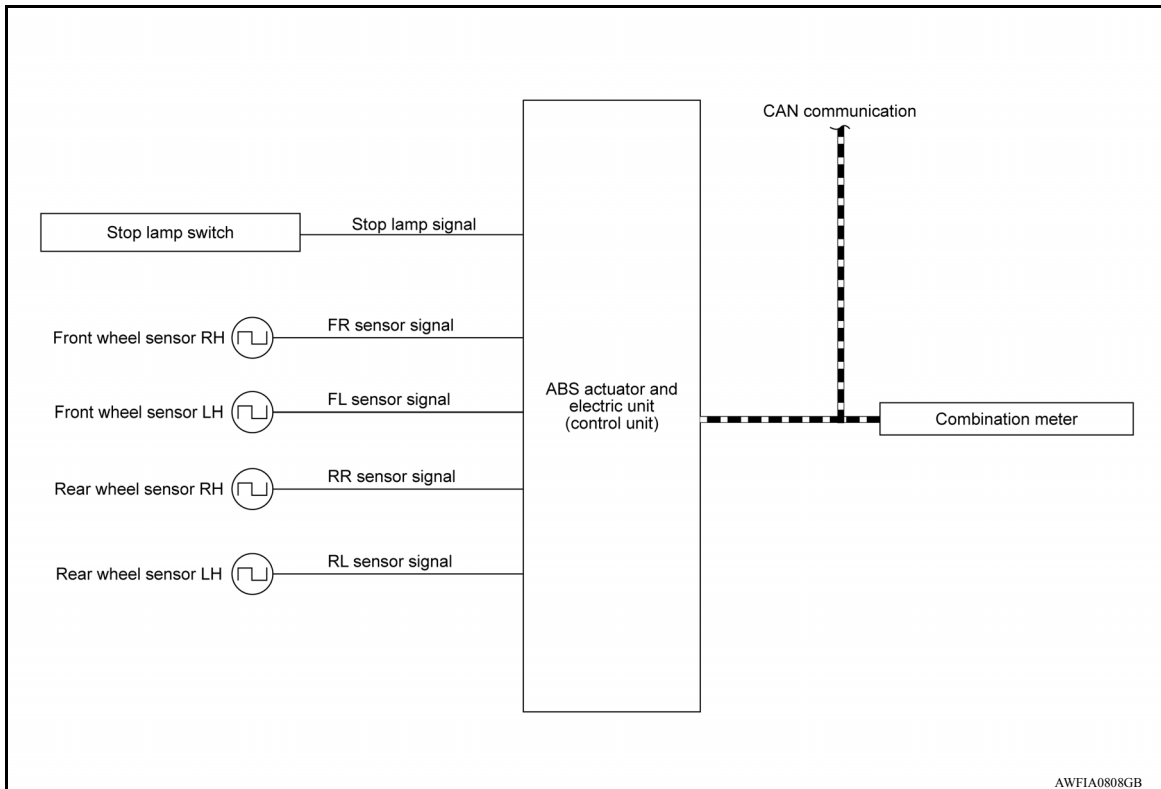 CAN communication
Stop lamp switch
Stop lamp signal
Front wheel sensor RH
FR sensor signal
Front wheel sensor LH
FL sensor signal
ABS actuator and
electric unit
(control unit)
Combination meter
Rear wheel sensor RH
RR sensor signal
Rear wheel sensor LH
RL sensor signal
AWFIA0808GB